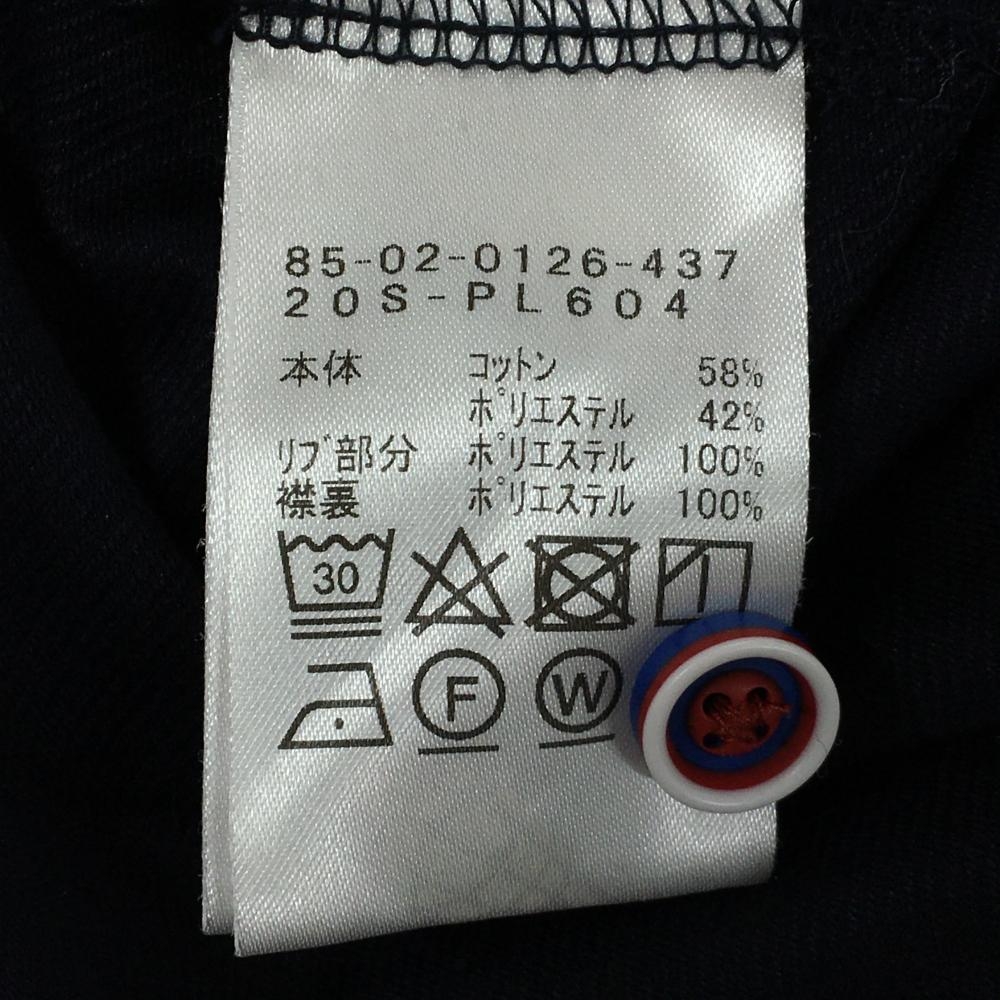 85-02-0126-437
20S-PL604
本体 コットン 58%
ポリエステル 42%
リブ部分 ポリエステル 100%
襟裏 ポリエステル 100%
30
F W